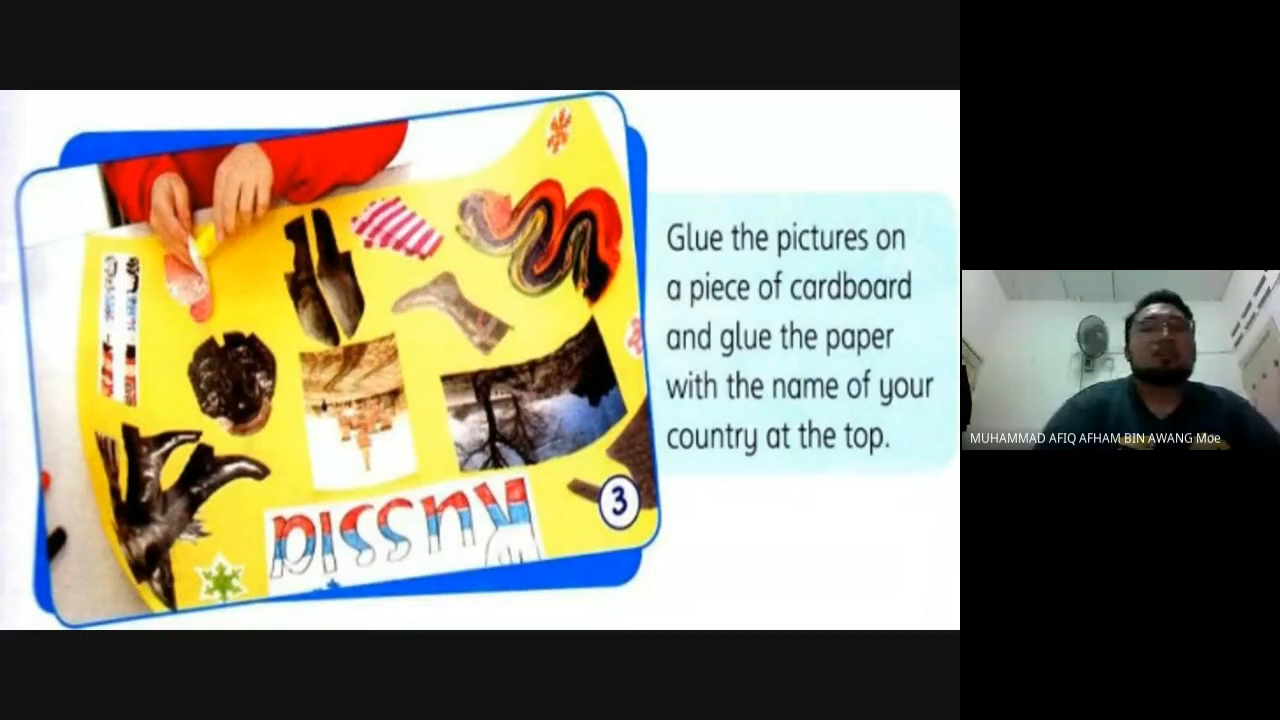 Glue the pictures on
a piece of cardboard
and glue the paper
with the name of your
country at the top.
3
Russia
MUHAMMAD AFIQ AFHAM BIN AWANG Moe